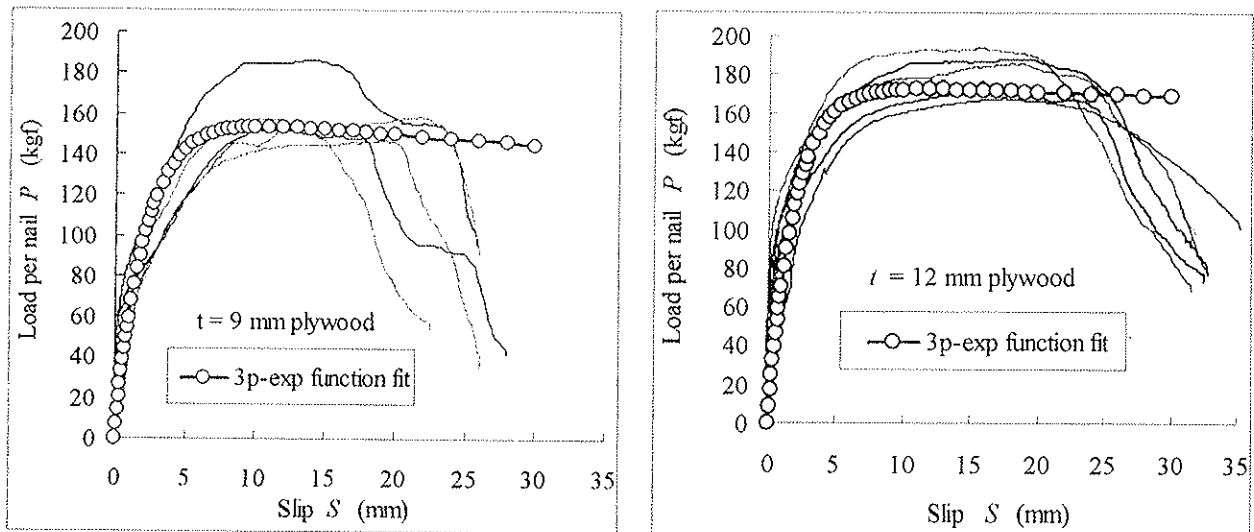 200
180
160
140
120
100
80
60
40
20
0
Load per nail P (kgf)
t = 9 mm plywood
3p-exp function fit
0 5 10 15 20 25 30 35
Slip S (mm)
200
180
160
140
120
100
80
60
40
20
0
Load per nail P (kgf)
t = 12 mm plywood
3p-exp function fit
0 5 10 15 20 25 30 35
Slip S (mm)